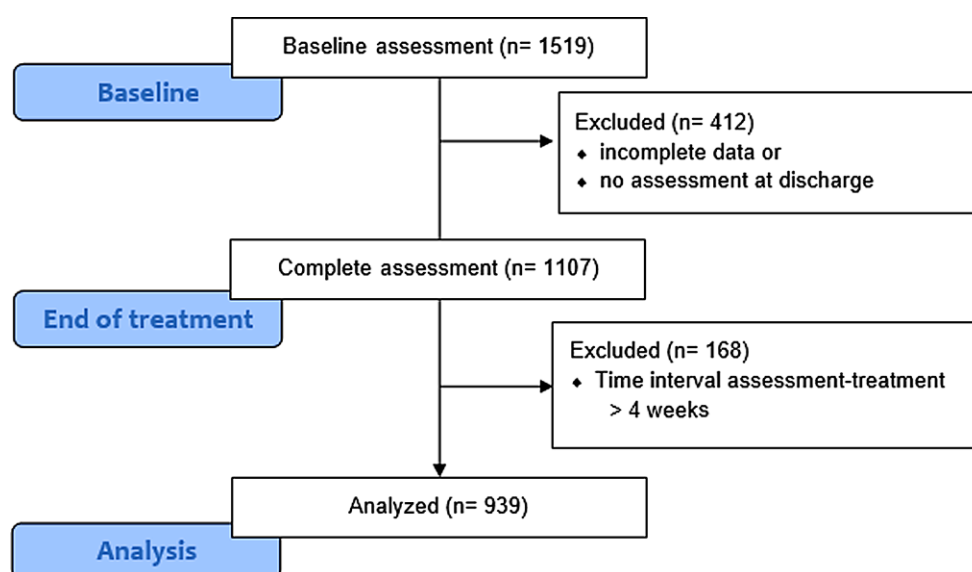 Baseline assessment (n= 1519)
Baseline
Excluded (n= 412)
⬥ incomplete data or
⬥ no assessment at discharge
Complete assessment (n= 1107)
End of treatment
Excluded (n= 168)
⬥ Time interval assessment-treatment
> 4 weeks
Analyzed (n= 939)
Analysis